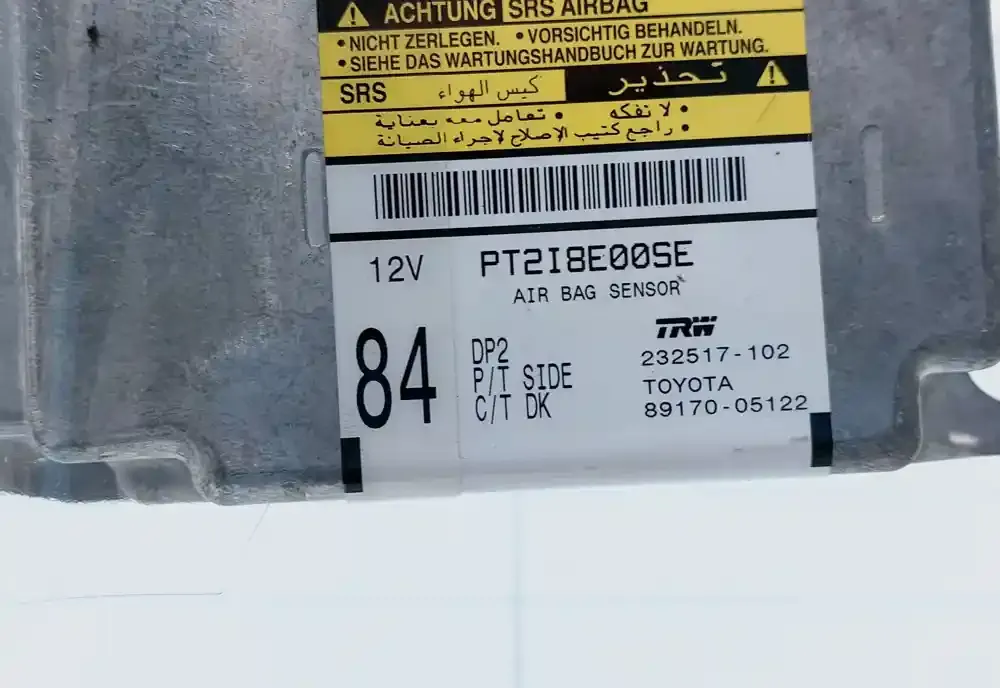 ⚠ ACHTUNG SRS AIRBAG
• NICHT ZERLEGEN. • VORSICHTIG BEHANDELN.
• SIEHE DAS WARTUNGSHANDBUCH ZUR WARTUNG.
SRS كيس الهواء تحذير ⚠
• لا تفكه • تعامل معه بعناية
• راجع كتيب الإصلاح لإجراء الصيانة
12V PT2I8E00SE
AIR BAG SENSOR
TRW
84 DP2 232517-102
P/T SIDE TOYOTA
C/T DK 89170-05122